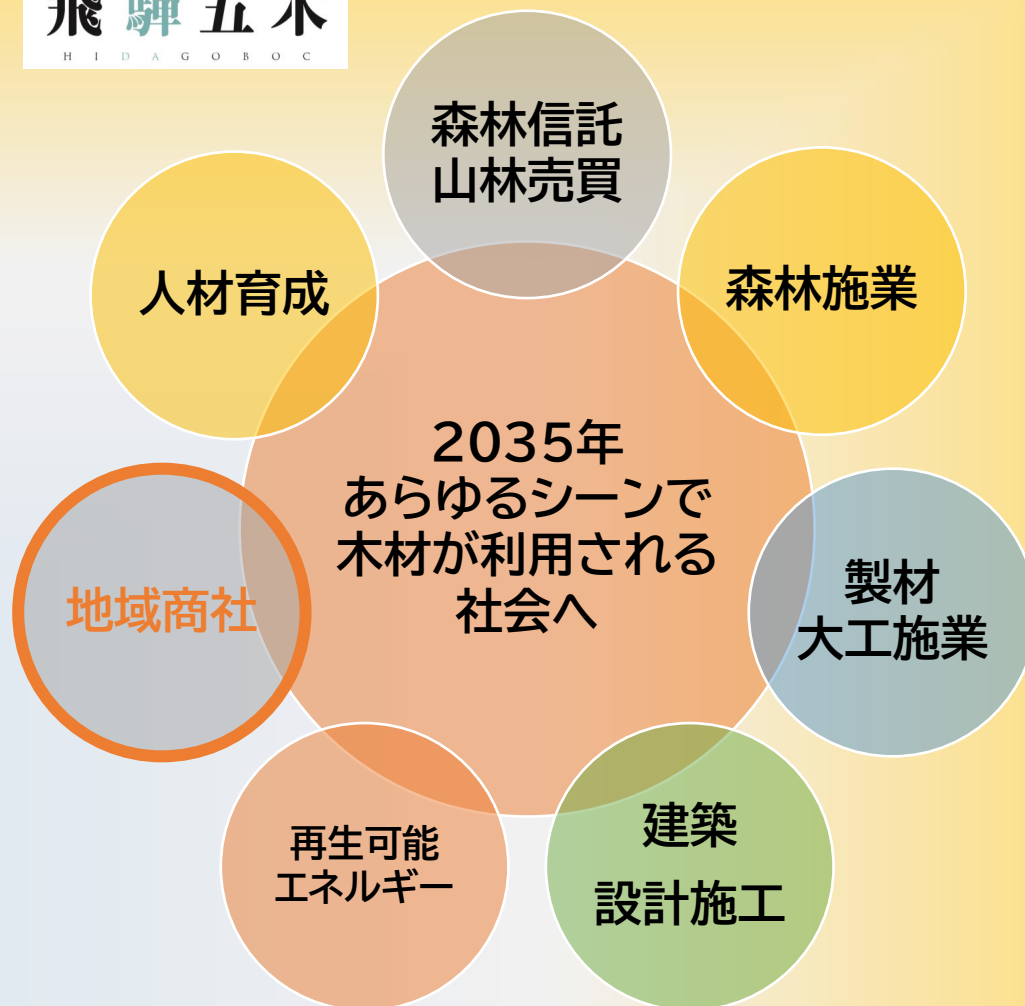 飛騨五木
HIDAGOBOC
森林信託
山林売買
森林施業
製材
大工施業
建築
設計施工
再生可能
エネルギー
地域商社
人材育成
2035年
あらゆるシーンで
木材が利用される
社会へ